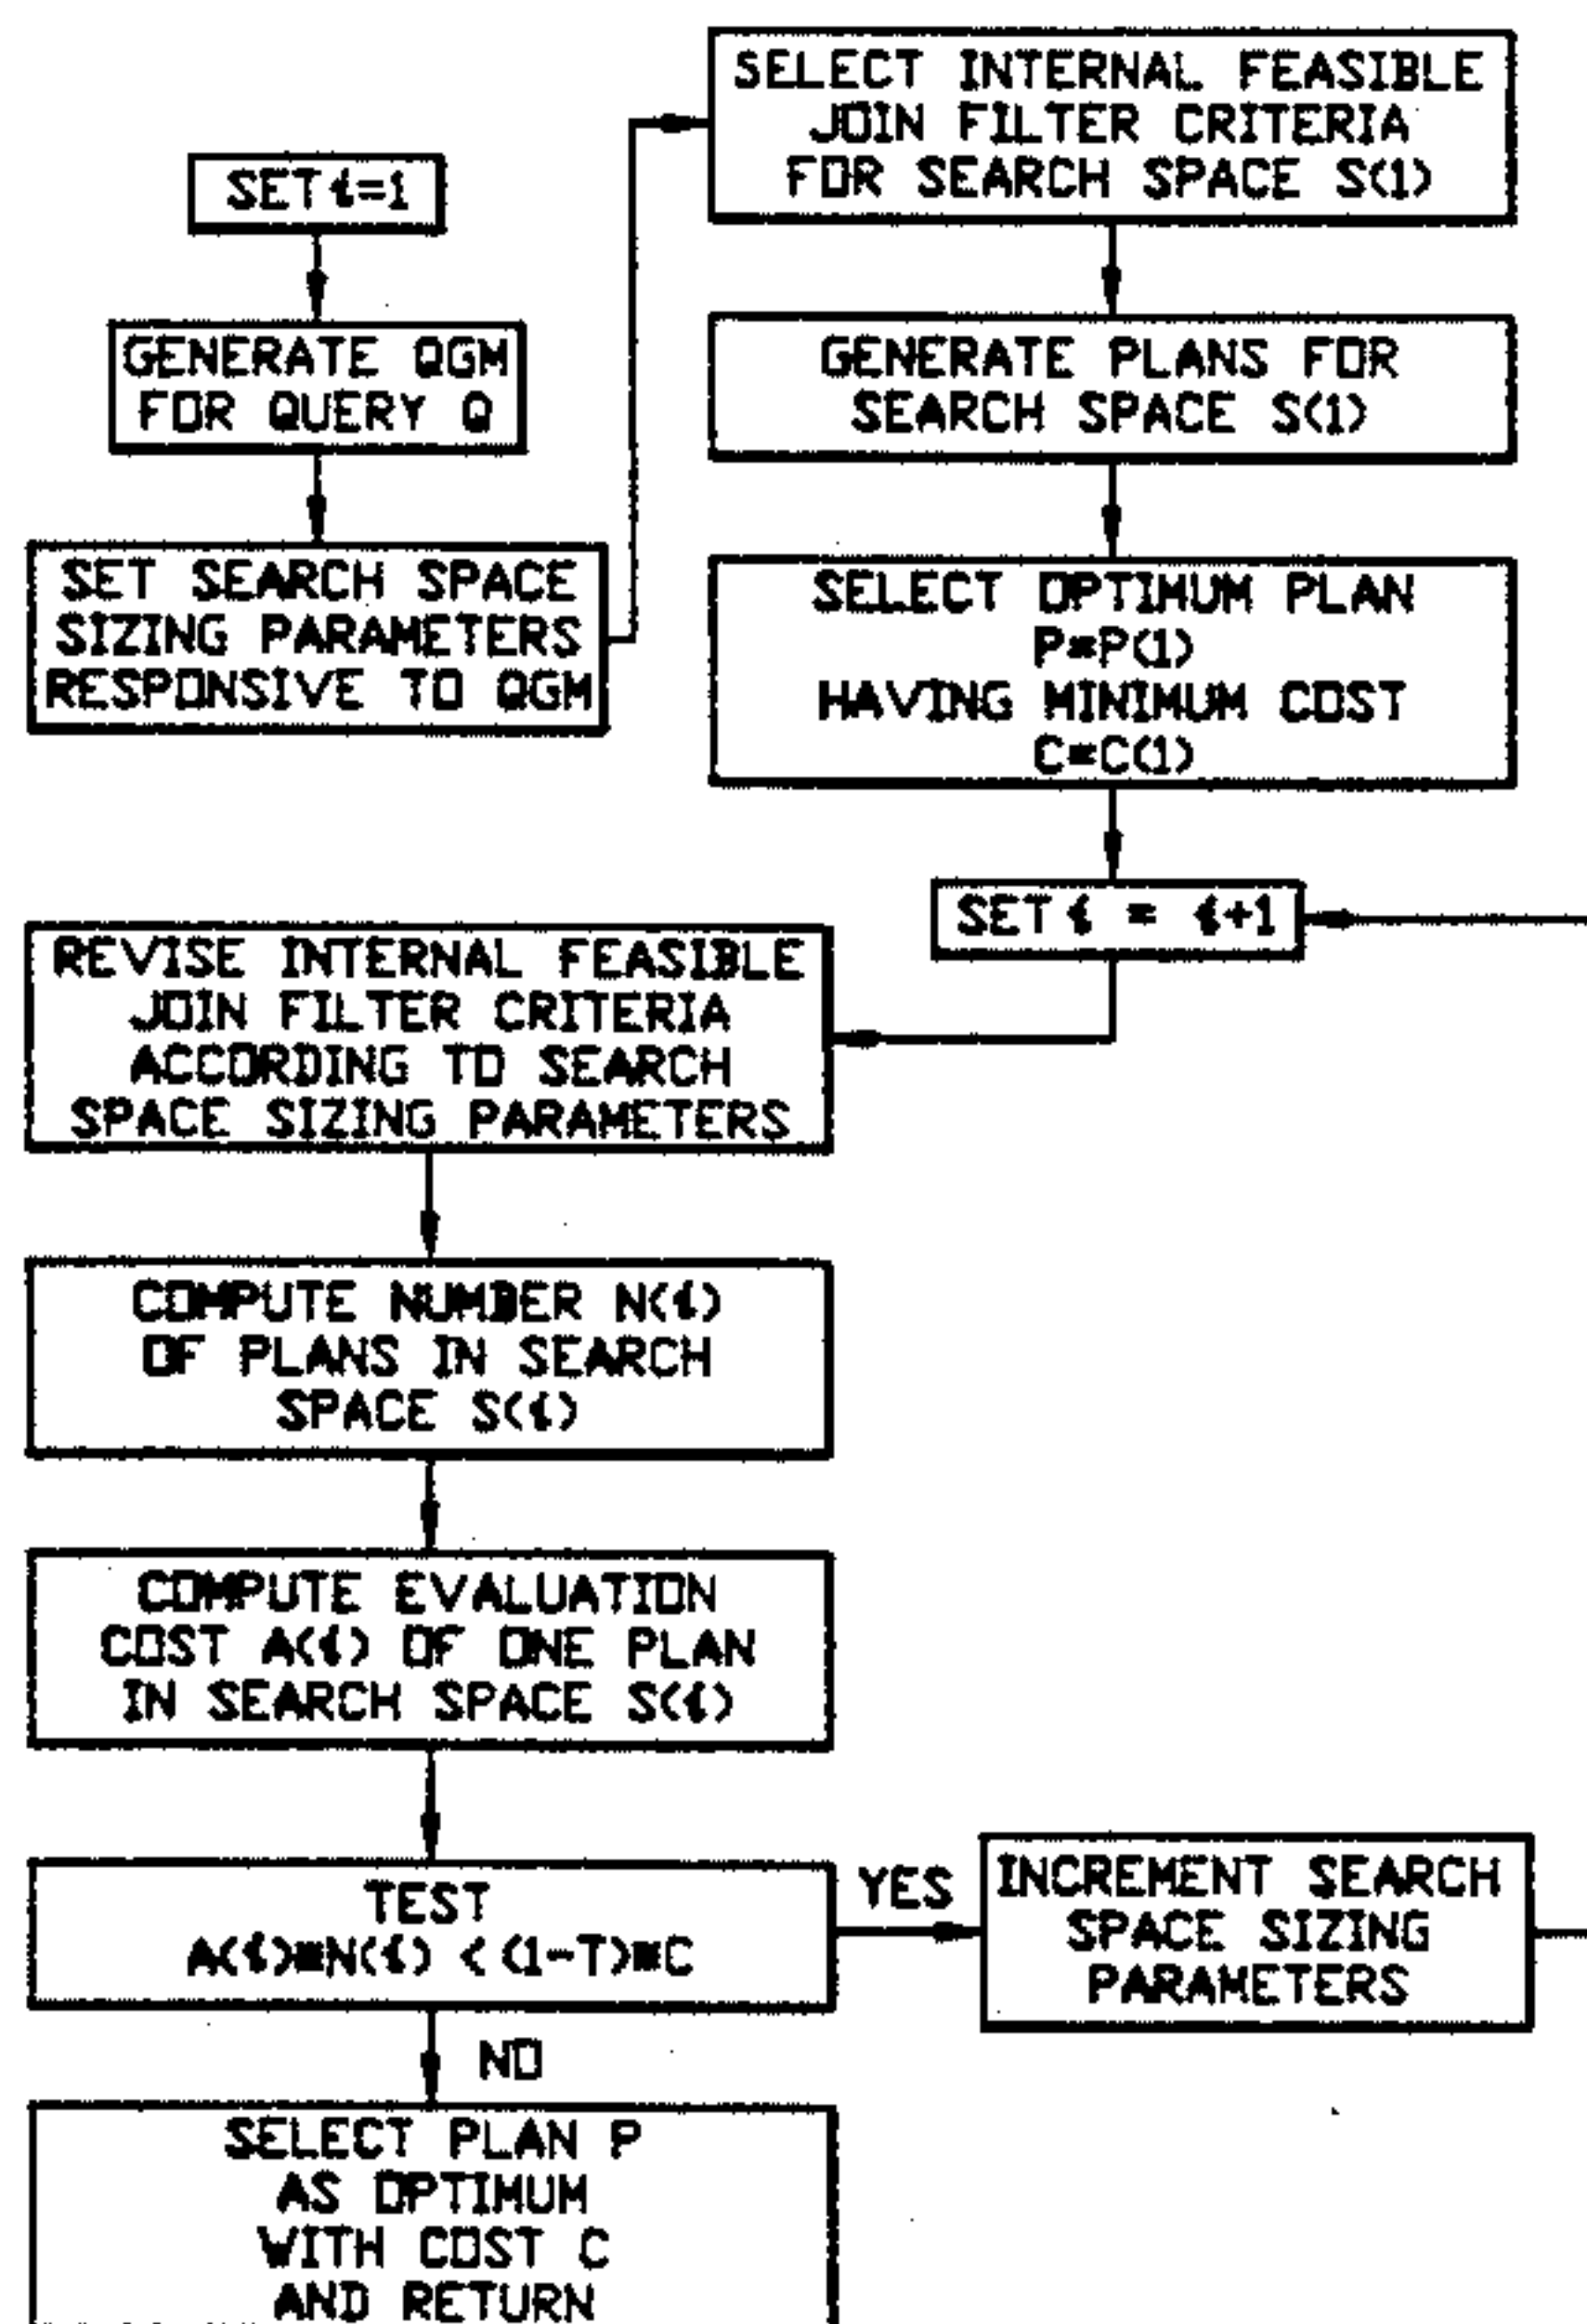 SET i=1
GENERATE QGM
FOR QUERY Q
SET SEARCH SPACE
SIZING PARAMETERS
RESPONSIVE TO QGM
SELECT INTERNAL FEASIBLE
JOIN FILTER CRITERIA
FOR SEARCH SPACE S(1)
GENERATE PLANS FOR
SEARCH SPACE S(1)
SELECT OPTIMUM PLAN
P=P(1)
HAVING MINIMUM COST
C=C(1)
SET i = i+1
REVISE INTERNAL FEASIBLE
JOIN FILTER CRITERIA
ACCORDING TO SEARCH
SPACE SIZING PARAMETERS
COMPUTE NUMBER N(i)
OF PLANS IN SEARCH
SPACE S(i)
COMPUTE EVALUATION
COST A(i) OF ONE PLAN
IN SEARCH SPACE S(i)
TEST
A(i)*N(i) < (1-T)*C
YES
INCREMENT SEARCH
SPACE SIZING
PARAMETERS
NO
SELECT PLAN P
AS OPTIMUM
WITH COST C
AND RETURN